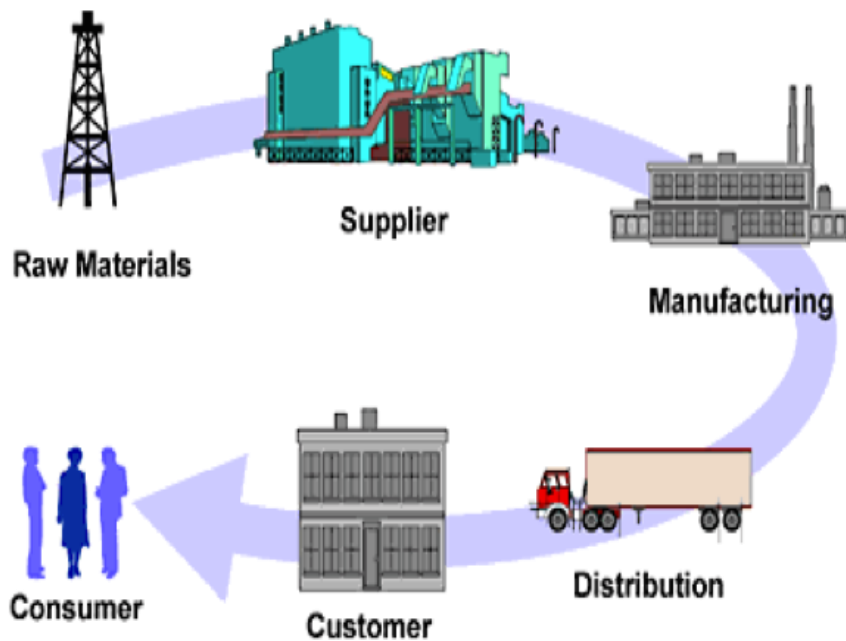 Raw Materials
Supplier
Manufacturing
Distribution
Customer
Consumer